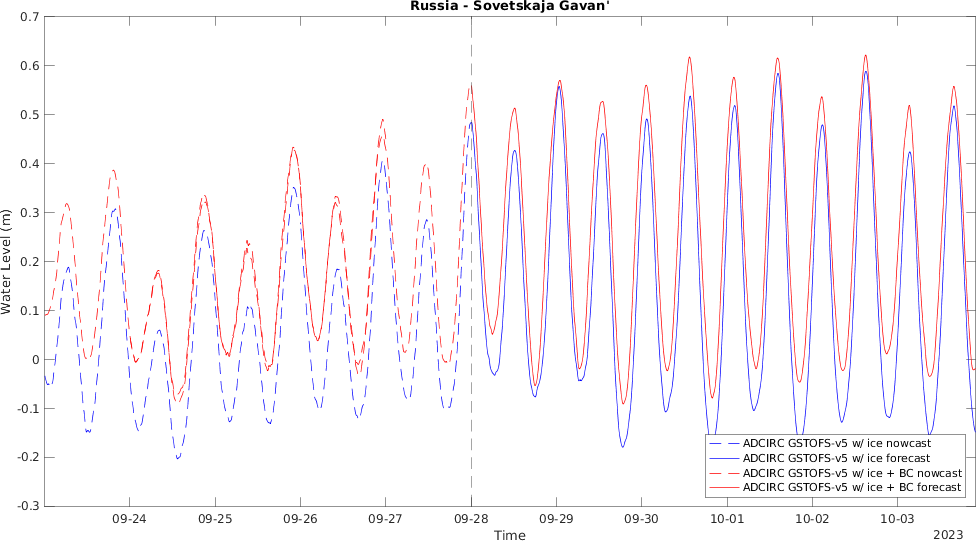 Russia - Sovetskaja Gavan'
0.7
0.6
0.5
0.4
0.3
0.2
0.1
0
-0.1
-0.2
-0.3
Water Level (m)
09-24 09-25 09-26 09-27 09-28 09-29 09-30 10-01 10-02 10-03
Time
2023
ADCIRC GSTOFS-v5 w/ ice nowcast
ADCIRC GSTOFS-v5 w/ ice forecast
ADCIRC GSTOFS-v5 w/ ice + BC nowcast
ADCIRC GSTOFS-v5 w/ ice + BC forecast